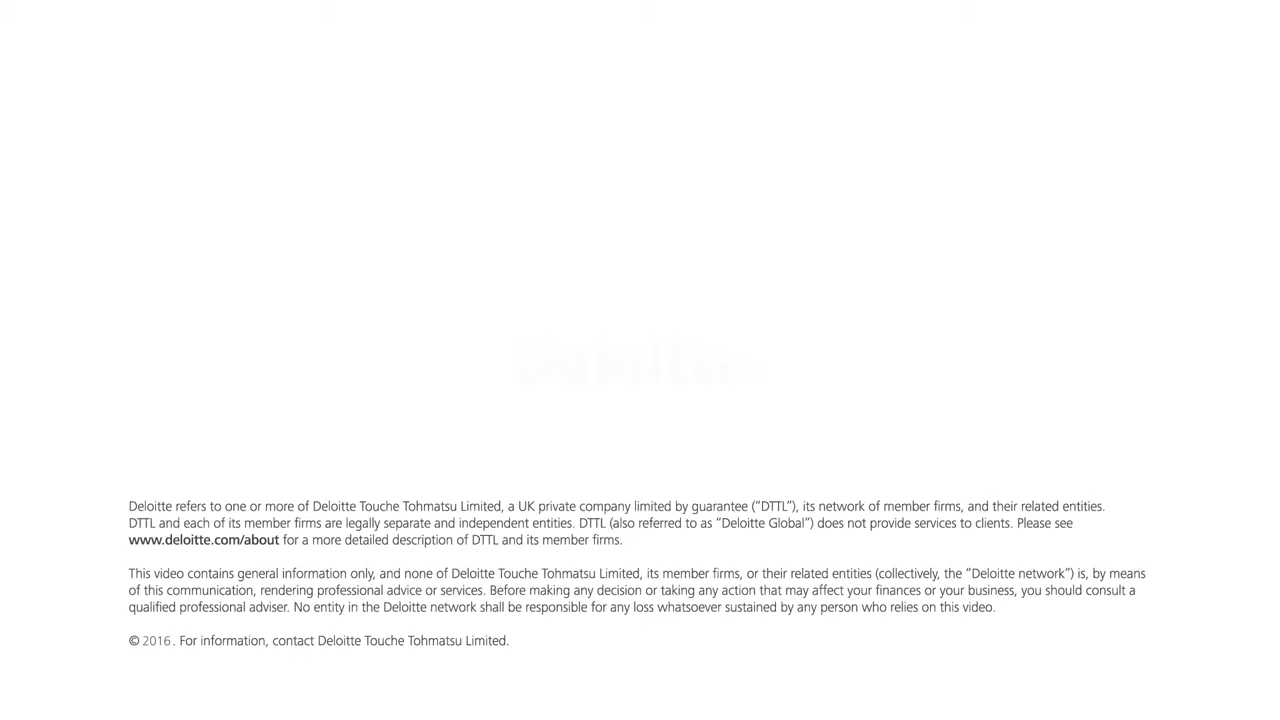 Deloitte.
Deloitte refers to one or more of Deloitte Touche Tohmatsu Limited, a UK private company limited by guarantee (“DTTL”), its network of member firms, and their related entities.
DTTL and each of its member firms are legally separate and independent entities. DTTL (also referred to as “Deloitte Global”) does not provide services to clients. Please see
www.deloitte.com/about for a more detailed description of DTTL and its member firms.
This video contains general information only, and none of Deloitte Touche Tohmatsu Limited, its member firms, or their related entities (collectively, the “Deloitte network”) is, by means
of this communication, rendering professional advice or services. Before making any decision or taking any action that may affect your finances or your business, you should consult a
qualified professional adviser. No entity in the Deloitte network shall be responsible for any loss whatsoever sustained by any person who relies on this video.
© 2016 . For information, contact Deloitte Touche Tohmatsu Limited.